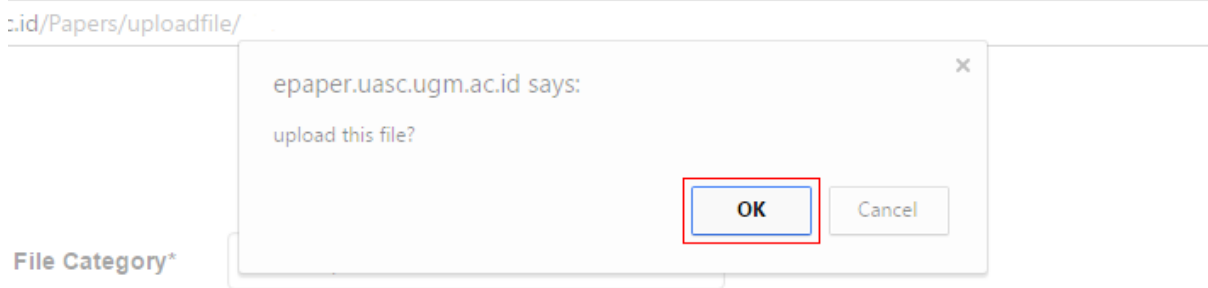 c.id/Papers/uploadfile/
epaper.uasc.ugm.ac.id says:
×
upload this file?
OK
Cancel
File Category*